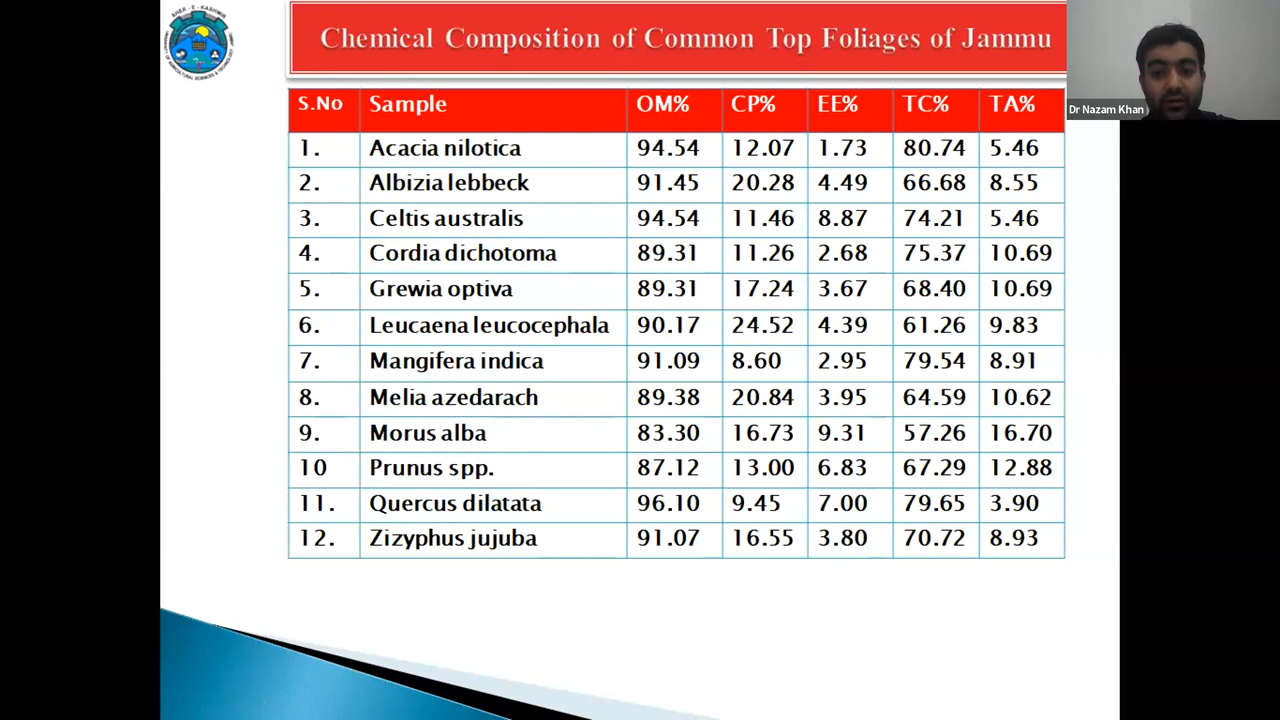 SHER-E-KASHMIR
Chemical Composition of Common Top Foliages of Jammu
Dr Nazam Khan
S.No Sample OM% CP% EE% TC% TA%
1. Acacia nilotica 94.54 12.07 1.73 80.74 5.46
2. Albizia lebbeck 91.45 20.28 4.49 66.68 8.55
3. Celtis australis 94.54 11.46 8.87 74.21 5.46
4. Cordia dichotoma 89.31 11.26 2.68 75.37 10.69
5. Grewia optiva 89.31 17.24 3.67 68.40 10.69
6. Leucaena leucocephala 90.17 24.52 4.39 61.26 9.83
7. Mangifera indica 91.09 8.60 2.95 79.54 8.91
8. Melia azedarach 89.38 20.84 3.95 64.59 10.62
9. Morus alba 83.30 16.73 9.31 57.26 16.70
10 Prunus spp. 87.12 13.00 6.83 67.29 12.88
11. Quercus dilatata 96.10 9.45 7.00 79.65 3.90
12. Zizyphus jujuba 91.07 16.55 3.80 70.72 8.93